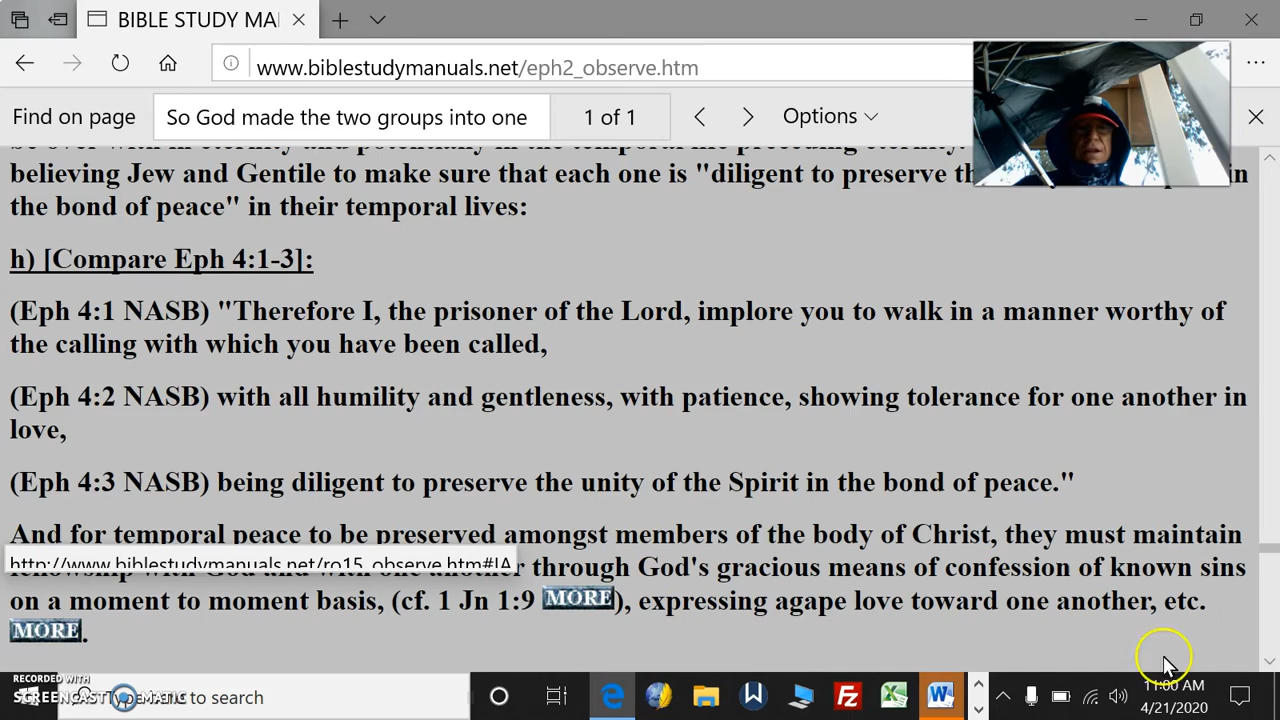 BIBLE STUDY MA
www.biblestudymanuals.net/eph2_observe.htm
Find on page
So God made the two groups into one
1 of 1
Options
believing Jew and Gentile to make sure that each one is "diligent to preserve th
in
the bond of peace" in their temporal lives:
h) [Compare Eph 4:1-3]:
(Eph 4:1 NASB) "Therefore I, the prisoner of the Lord, implore you to walk in a manner worthy of
the calling with which you have been called,
(Eph 4:2 NASB) with all humility and gentleness, with patience, showing tolerance for one another in
love,
(Eph 4:3 NASB) being diligent to preserve the unity of the Spirit in the bond of peace."
And for temporal peace to be preserved amongst members of the body of Christ, they must maintain
http://www.biblestudymanuals.net/ro15_observe.htm#IA
through God's gracious means of confession of known sins
on a moment to moment basis, (cf. 1 Jn 1:9 MORE), expressing agape love toward one another, etc.
MORE.
RECORDED WITH
SCREENCAST MATIC
to search
11:00 AM
4/21/2020